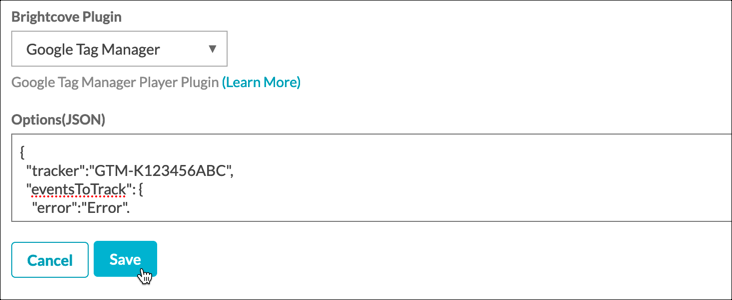 Brightcove Plugin
Google Tag Manager
Google Tag Manager Player Plugin (Learn More)
Options(JSON)
{
"tracker":"GTM-K123456ABC",
"eventsToTrack": {
"error":"Error".
Cancel
Save